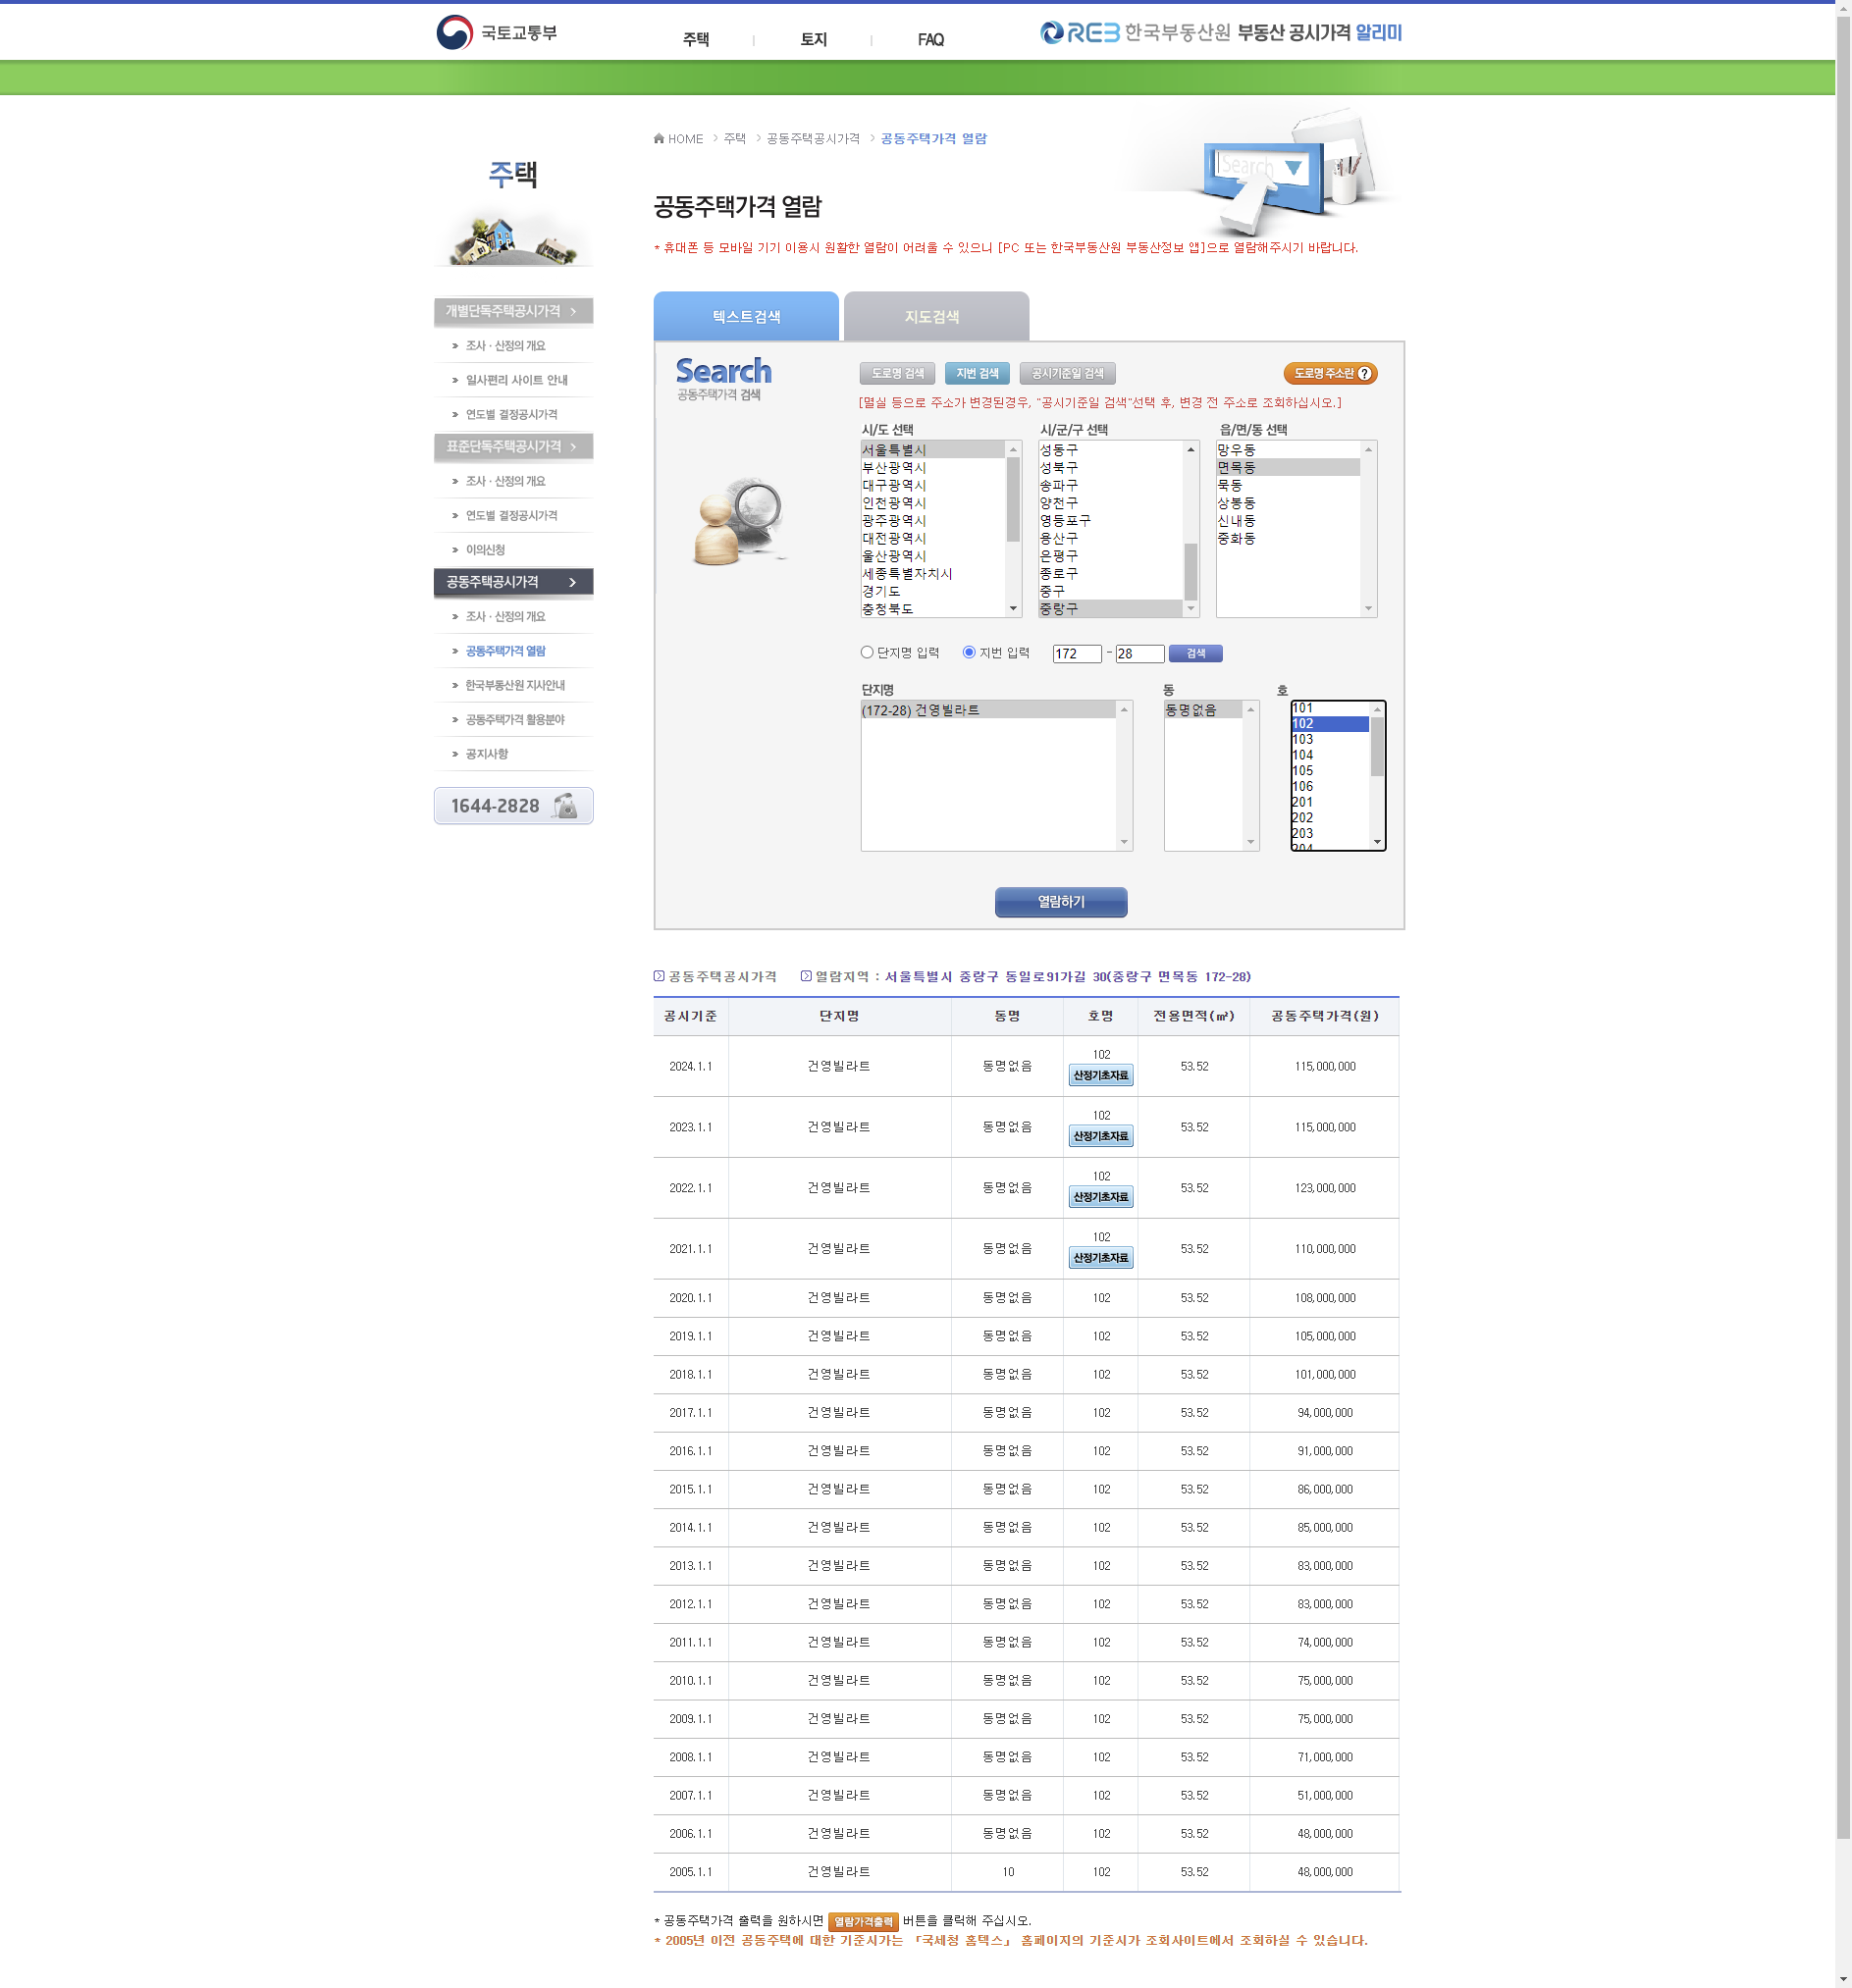 국토교통부
주택
토지
FAQ
REB 한국부동산원 부동산 공시가격 알리미
HOME > 주택 > 공동주택공시가격 > 공동주택가격 열람
주택
Search
공동주택가격 열람
* 휴대폰 등 모바일 기기 이용시 원활한 열람이 어려울 수 있으니 [PC 또는 한국부동산원 부동산정보 앱]으로 열람해주시기 바랍니다.
개별단독주택공시가격
조사·산정의 개요
일사편리 사이트 안내
연도별 결정공시가격
표준단독주택공시가격
조사·산정의 개요
연도별 결정공시가격
이의신청
공동주택공시가격
조사·산정의 개요
공동주택가격 열람
한국부동산원 지사안내
공동주택가격 활용분야
공지사항
1644-2828
텍스트검색
지도검색
Search
공동주택가격 검색
도로명 검색
지번 검색
공시기준일 검색
도로명 주소란 ?
[멸실 등으로 주소가 변경된경우, "공시기준일 검색"선택 후, 변경 전 주소로 조회하십시오.]
시/도 선택
서울특별시
부산광역시
대구광역시
인천광역시
광주광역시
대전광역시
울산광역시
세종특별자치시
경기도
충청북도
시/군/구 선택
성동구
성북구
송파구
양천구
영등포구
용산구
은평구
종로구
중구
중랑구
읍/면/동 선택
망우동
면목동
묵동
상봉동
신내동
중화동
단지명 입력
지번 입력
172 - 28
검색
단지명
(172-28) 건영빌라트
동
동명없음
호
101
102
103
104
105
106
201
202
203
204
열람하기
공동주택공시가격
열람지역 : 서울특별시 중랑구 동일로91가길 30(중랑구 면목동 172-28)
공시기준 단지명 동명 호명 전용면적(㎡) 공동주택가격(원)
2024.1.1 건영빌라트 동명없음 102 산정기초자료 53.52 115,000,000
2023.1.1 건영빌라트 동명없음 102 산정기초자료 53.52 115,000,000
2022.1.1 건영빌라트 동명없음 102 산정기초자료 53.52 123,000,000
2021.1.1 건영빌라트 동명없음 102 산정기초자료 53.52 110,000,000
2020.1.1 건영빌라트 동명없음 102 53.52 108,000,000
2019.1.1 건영빌라트 동명없음 102 53.52 105,000,000
2018.1.1 건영빌라트 동명없음 102 53.52 101,000,000
2017.1.1 건영빌라트 동명없음 102 53.52 94,000,000
2016.1.1 건영빌라트 동명없음 102 53.52 91,000,000
2015.1.1 건영빌라트 동명없음 102 53.52 86,000,000
2014.1.1 건영빌라트 동명없음 102 53.52 85,000,000
2013.1.1 건영빌라트 동명없음 102 53.52 83,000,000
2012.1.1 건영빌라트 동명없음 102 53.52 83,000,000
2011.1.1 건영빌라트 동명없음 102 53.52 74,000,000
2010.1.1 건영빌라트 동명없음 102 53.52 75,000,000
2009.1.1 건영빌라트 동명없음 102 53.52 75,000,000
2008.1.1 건영빌라트 동명없음 102 53.52 71,000,000
2007.1.1 건영빌라트 동명없음 102 53.52 51,000,000
2006.1.1 건영빌라트 동명없음 102 53.52 48,000,000
2005.1.1 건영빌라트 10 102 53.52 48,000,000
* 공동주택가격 출력을 원하시면 열람가격출력 버튼을 클릭해 주십시오.
* 2005년 이전 공동주택에 대한 기준시가는 「국세청 홈텍스」 홈페이지의 기준시가 조회사이트에서 조회하실 수 있습니다.